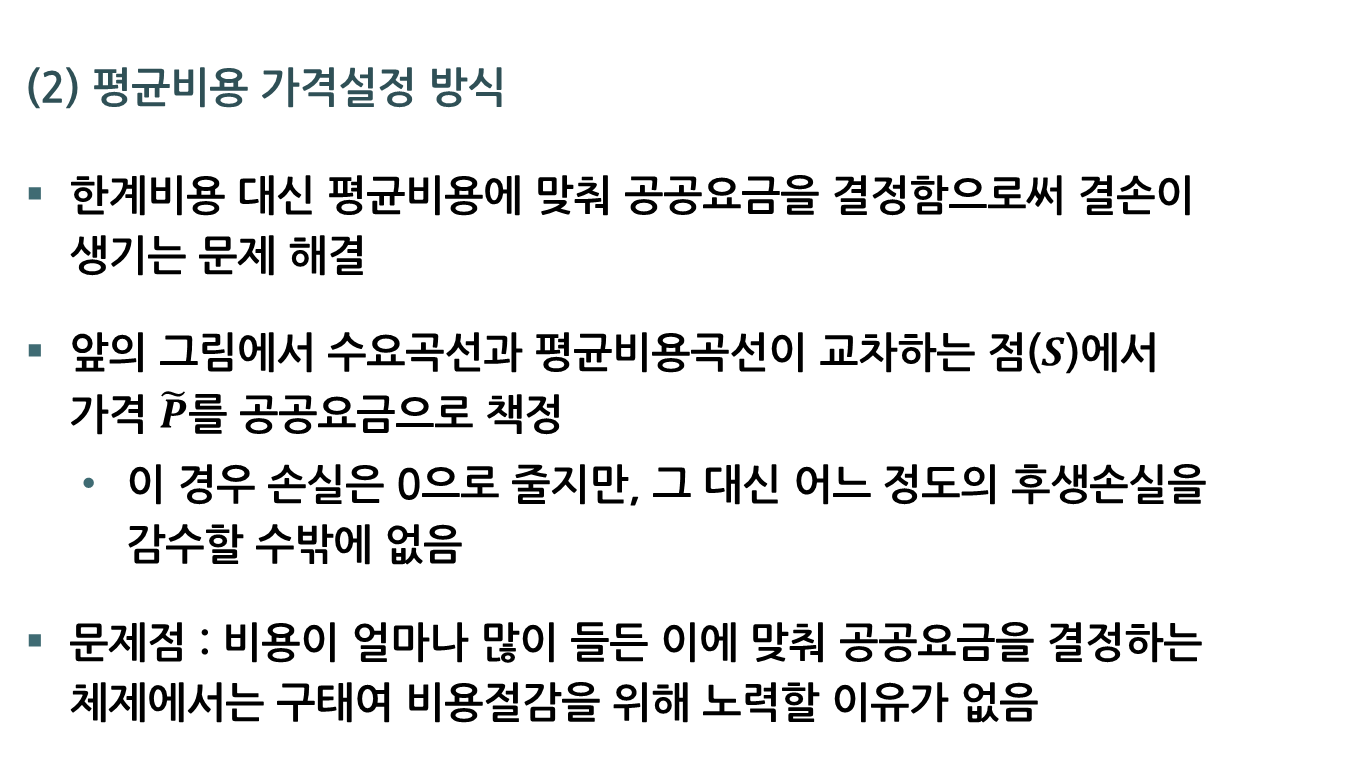 (2) 평균비용 가격설정 방식
▪ 한계비용 대신 평균비용에 맞춰 공공요금을 결정함으로써 결손이
생기는 문제 해결
▪ 앞의 그림에서 수요곡선과 평균비용곡선이 교차하는 점(S)에서
가격 P̃를 공공요금으로 책정
• 이 경우 손실은 0으로 줄지만, 그 대신 어느 정도의 후생손실을
감수할 수밖에 없음
▪ 문제점 : 비용이 얼마나 많이 들든 이에 맞춰 공공요금을 결정하는
체제에서는 구태여 비용절감을 위해 노력할 이유가 없음